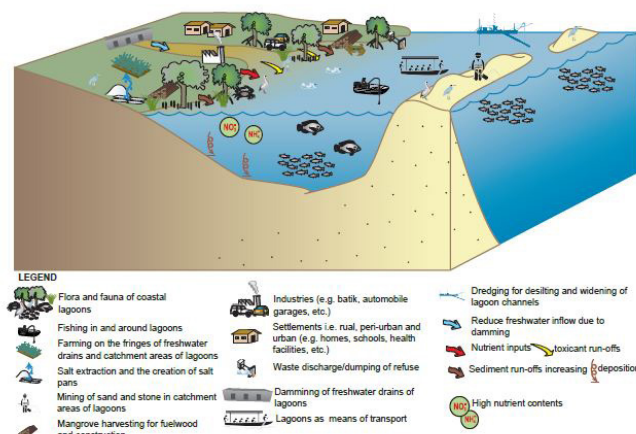 NO₃⁻
NH₄⁺
LEGEND
Flora and fauna of coastal
lagoons
Fishing in and around lagoons
Farming on the fringes of freshwater
drains and catchment areas of lagoons
Salt extraction and the creation of salt
pans
Mining of sand and stone in catchment
areas of lagoons
Mangrove harvesting for fuelwood
and construction
Industries (e.g. batik, automobile
garages, etc.)
Settlements i.e. rual, peri-urban and
urban (e.g. homes, schools, health
facilities, etc.)
Waste discharge/dumping of refuse
Damming of freshwater drains of
lagoons
Lagoons as means of transport
Dredging for desilting and widening of
lagoon channels
Reduce freshwater inflow due to
damming
Nutrient inputs toxicant run-offs
Sediment run-offs increasing deposition
High nutrient contents
NO₃⁻
NH₄⁺